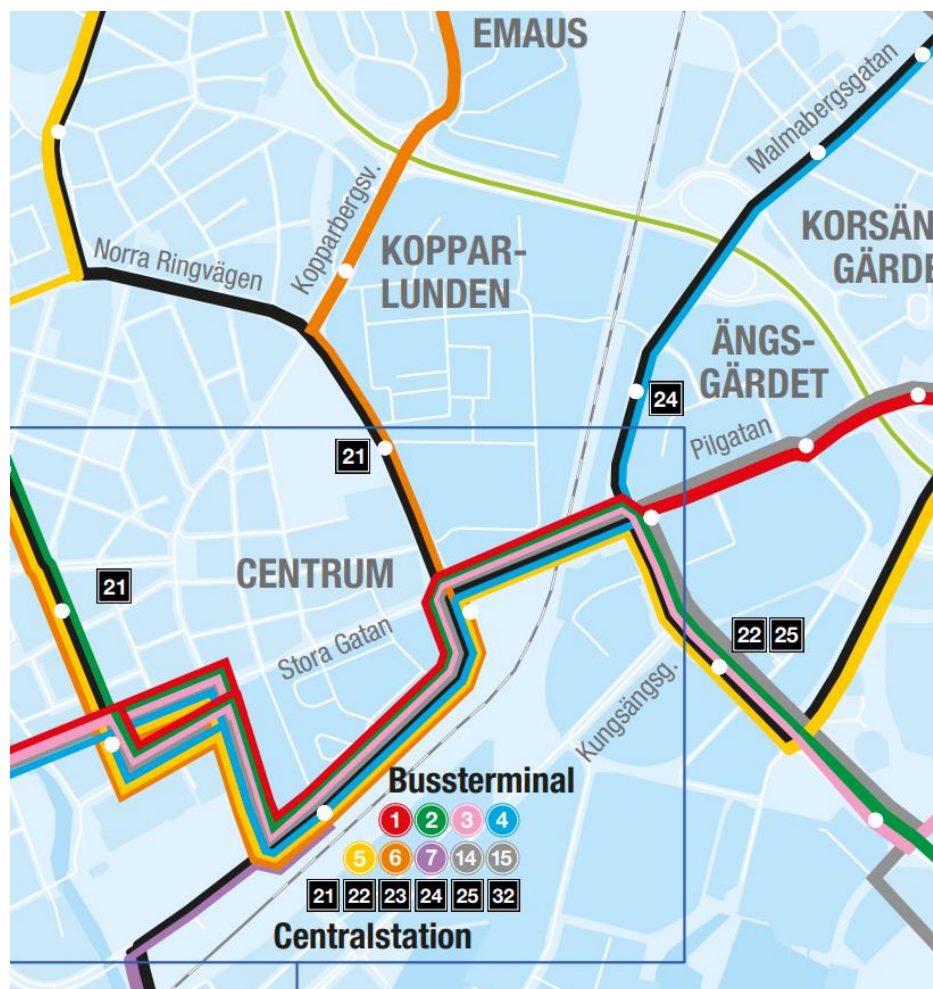 EMAUS
Malmabergsgatan
Kopparbergsv.
Norra Ringvägen
KOPPAR-
LUNDEN
KORSÄN
GÄRDE
ÄNGS-
GÄRDET
24
Pilgatan
21
CENTRUM
21
Stora Gatan
22 25
Kungsängsg.
Bussterminal
1 2 3 4
5 6 7 14 15
21 22 23 24 25 32
Centralstation